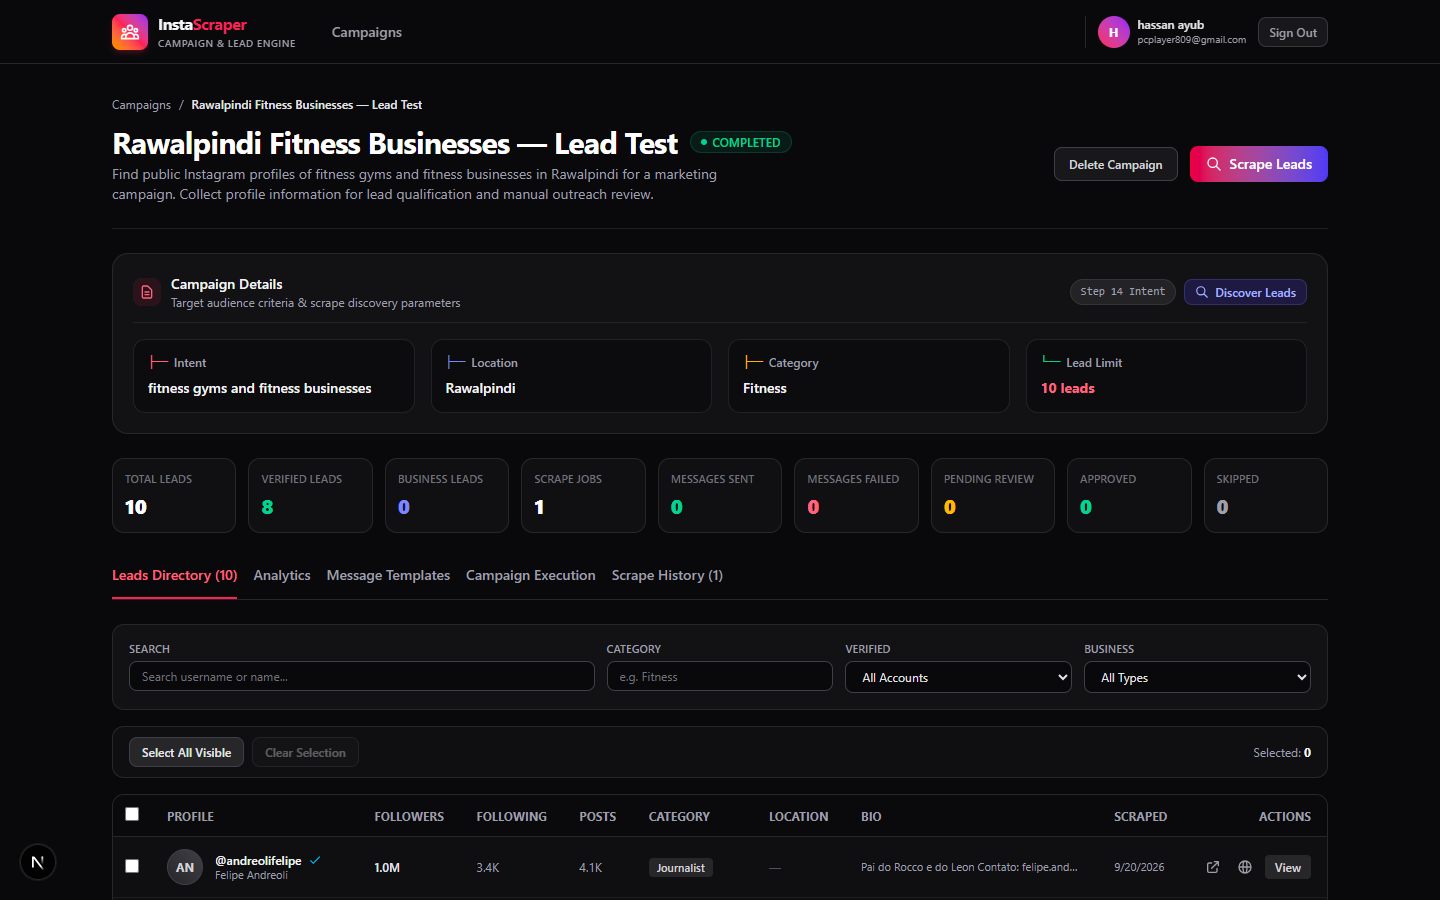 InstaScraper
CAMPAIGN & LEAD ENGINE
Campaigns
H
hassan ayub
pcplayer809@gmail.com
Sign Out
Campaigns / Rawalpindi Fitness Businesses — Lead Test
Rawalpindi Fitness Businesses — Lead Test
COMPLETED
Find public Instagram profiles of fitness gyms and fitness businesses in Rawalpindi for a marketing
campaign. Collect profile information for lead qualification and manual outreach review.
Delete Campaign
Scrape Leads
Campaign Details
Target audience criteria & scrape discovery parameters
Step 14 Intent
Discover Leads
├─ Intent
fitness gyms and fitness businesses
├─ Location
Rawalpindi
├─ Category
Fitness
└─ Lead Limit
10 leads
TOTAL LEADS
10
VERIFIED LEADS
8
BUSINESS LEADS
0
SCRAPE JOBS
1
MESSAGES SENT
0
MESSAGES FAILED
0
PENDING REVIEW
0
APPROVED
0
SKIPPED
0
Leads Directory (10)
Analytics
Message Templates
Campaign Execution
Scrape History (1)
SEARCH
Search username or name...
CATEGORY
e.g. Fitness
VERIFIED
All Accounts
BUSINESS
All Types
Select All Visible
Clear Selection
Selected: 0
PROFILE FOLLOWERS FOLLOWING POSTS CATEGORY LOCATION BIO SCRAPED ACTIONS
AN
@andreolifelipe
Felipe Andreoli
1.0M
3.4K
4.1K
Journalist
—
Pai do Rocco e do Leon Contato: felipe.and...
9/20/2026
View
N